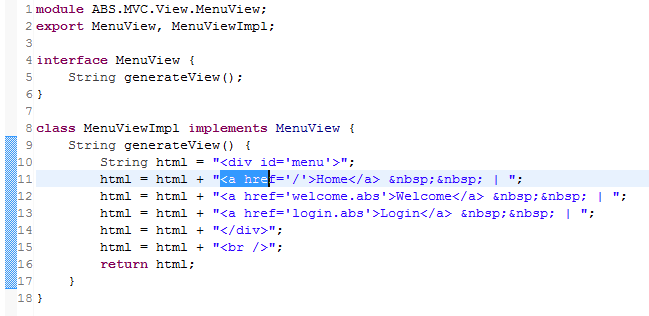 1 module ABS.MVC.View.MenuView;
2 export MenuView, MenuViewImpl;
3
4 interface MenuView {
5     String generateView();
6 }
7
8 class MenuViewImpl implements MenuView {
9     String generateView() {
10         String html = "<div id='menu'>";
11         html = html + "<a href='/'>Home</a> &nbsp;&nbsp; | ";
12         html = html + "<a href='welcome.abs'>Welcome</a> &nbsp;&nbsp; | ";
13         html = html + "<a href='login.abs'>Login</a> &nbsp;&nbsp; | ";
14         html = html + "</div>";
15         html = html + "<br />";
16         return html;
17     }
18 }